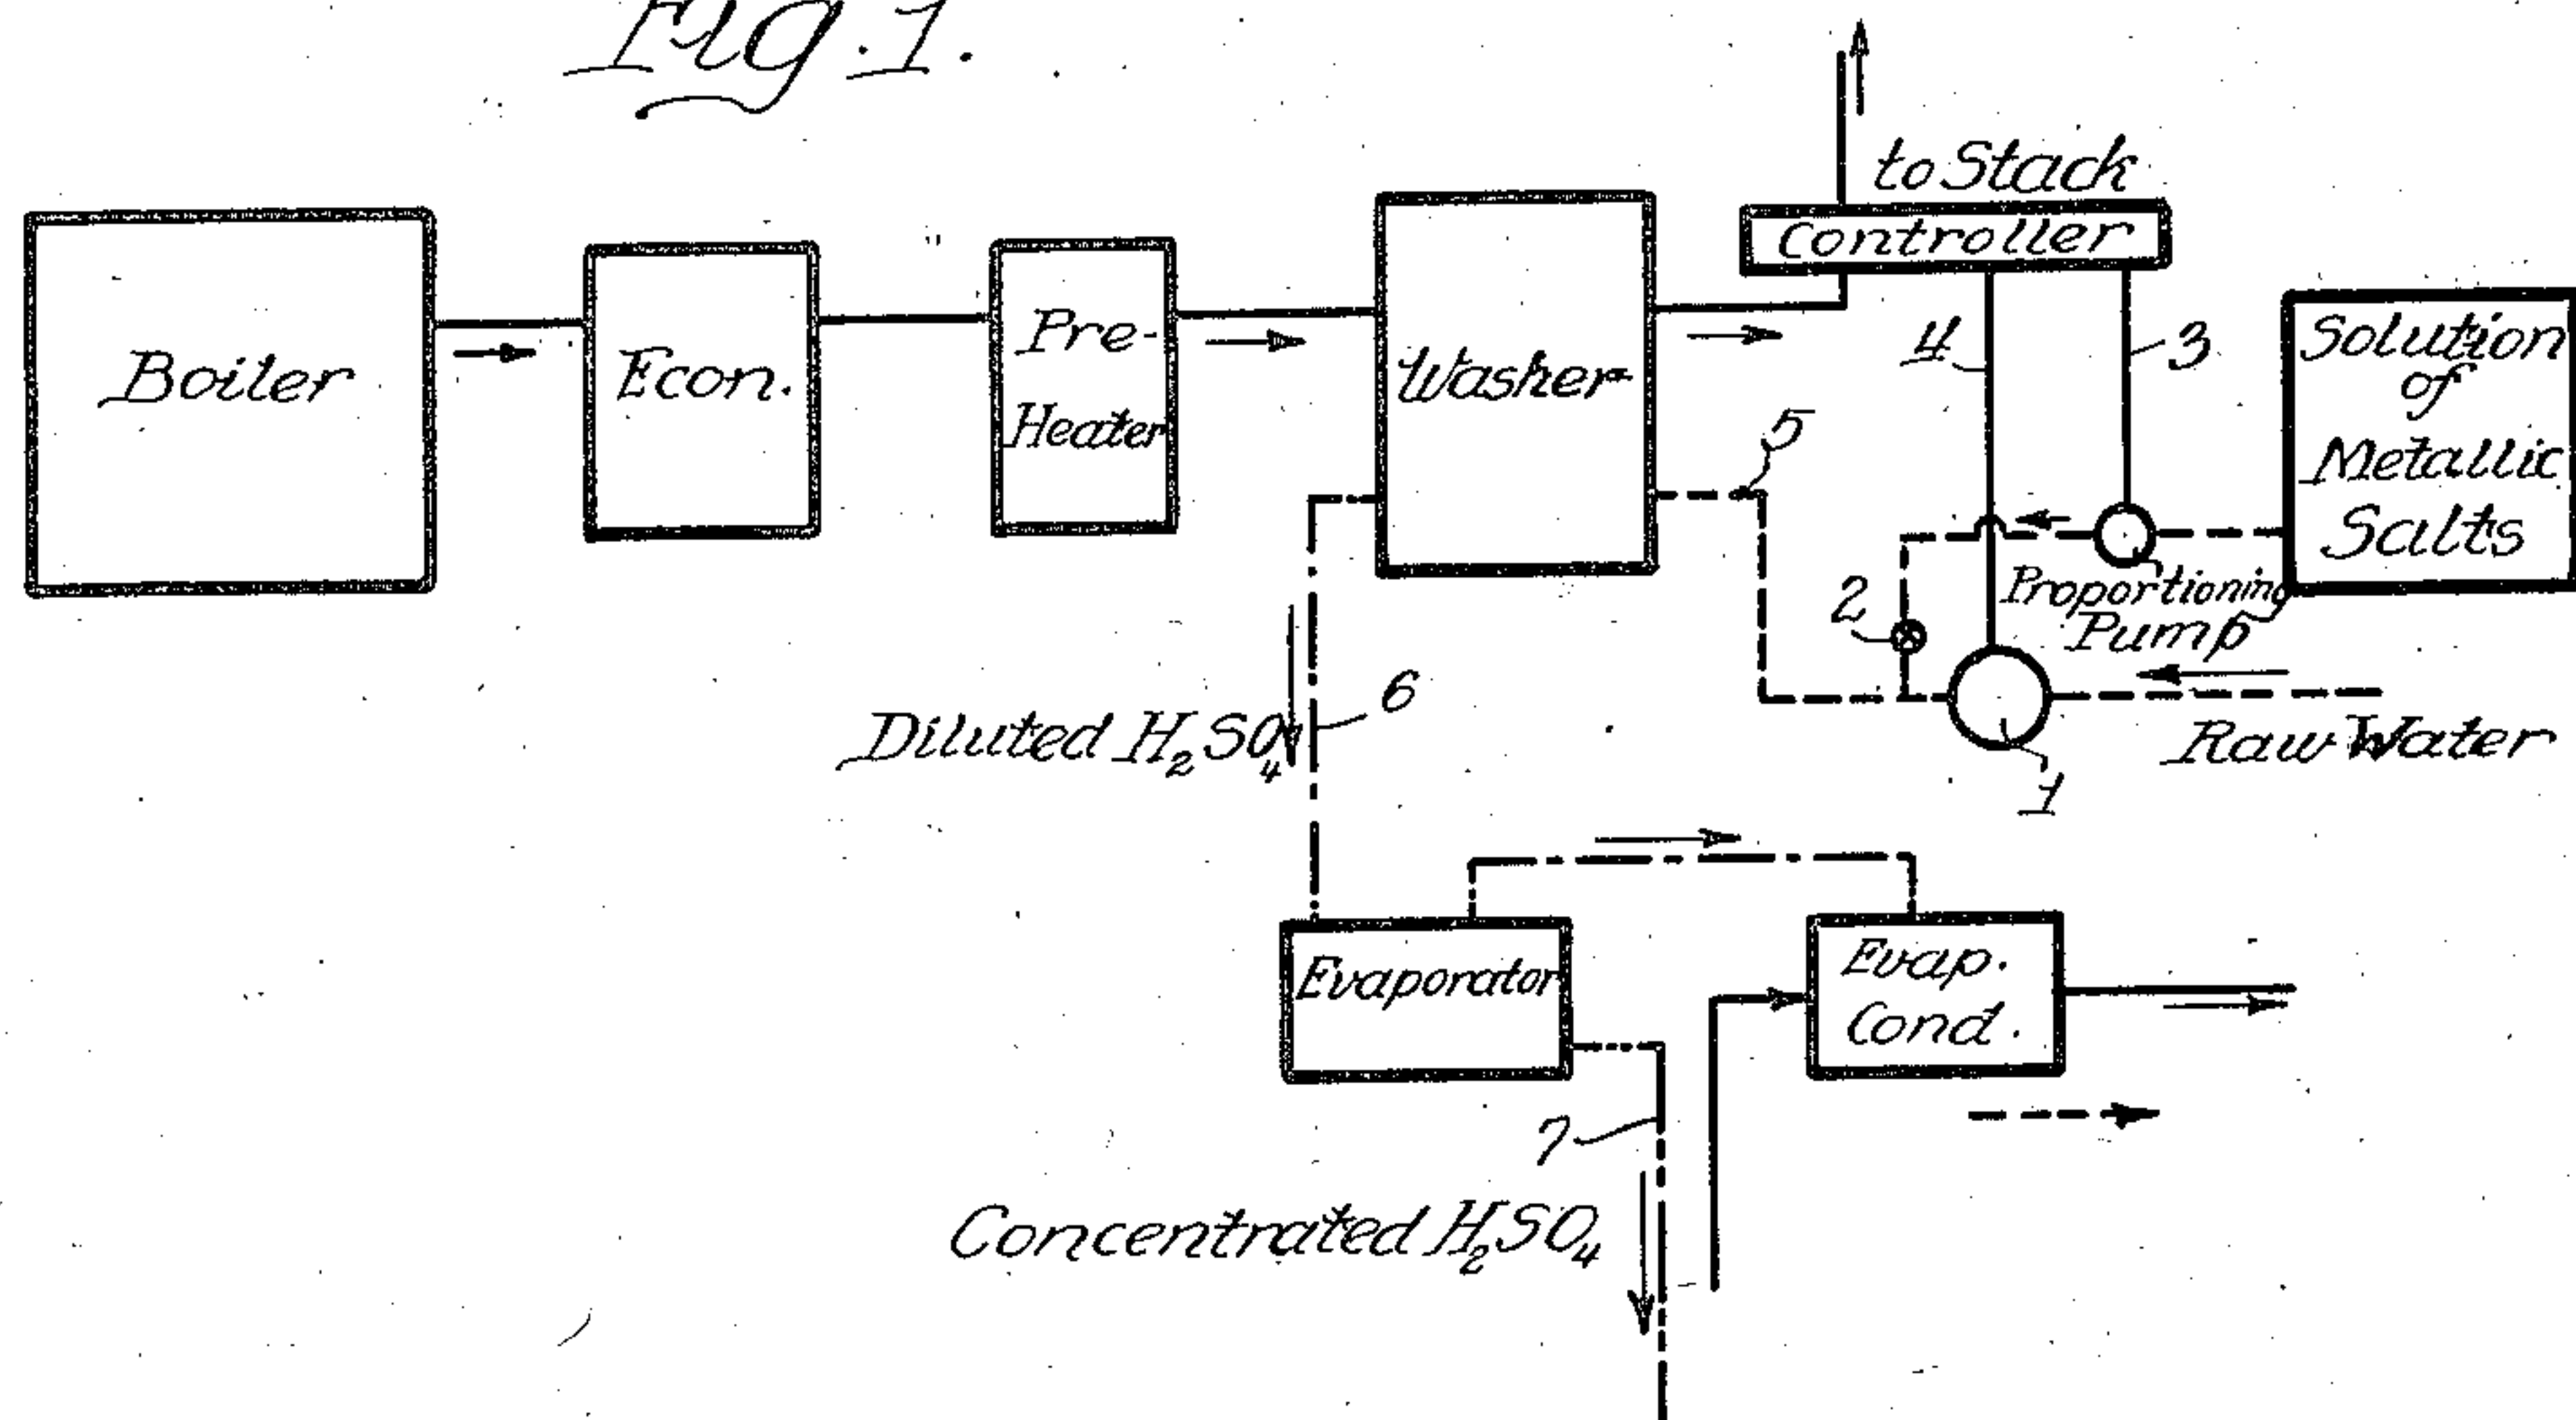 Fig. 1.
to Stack
Controller
Boiler
Econ.
Pre-
Heater
Washer
4
3
Solution
of
Metallic
Salts
5
2
Proportioning
Pump
6
Diluted H₂SO₄
Raw Water
1
Evaporator
Evap.
Cond.
7
Concentrated H₂SO₄